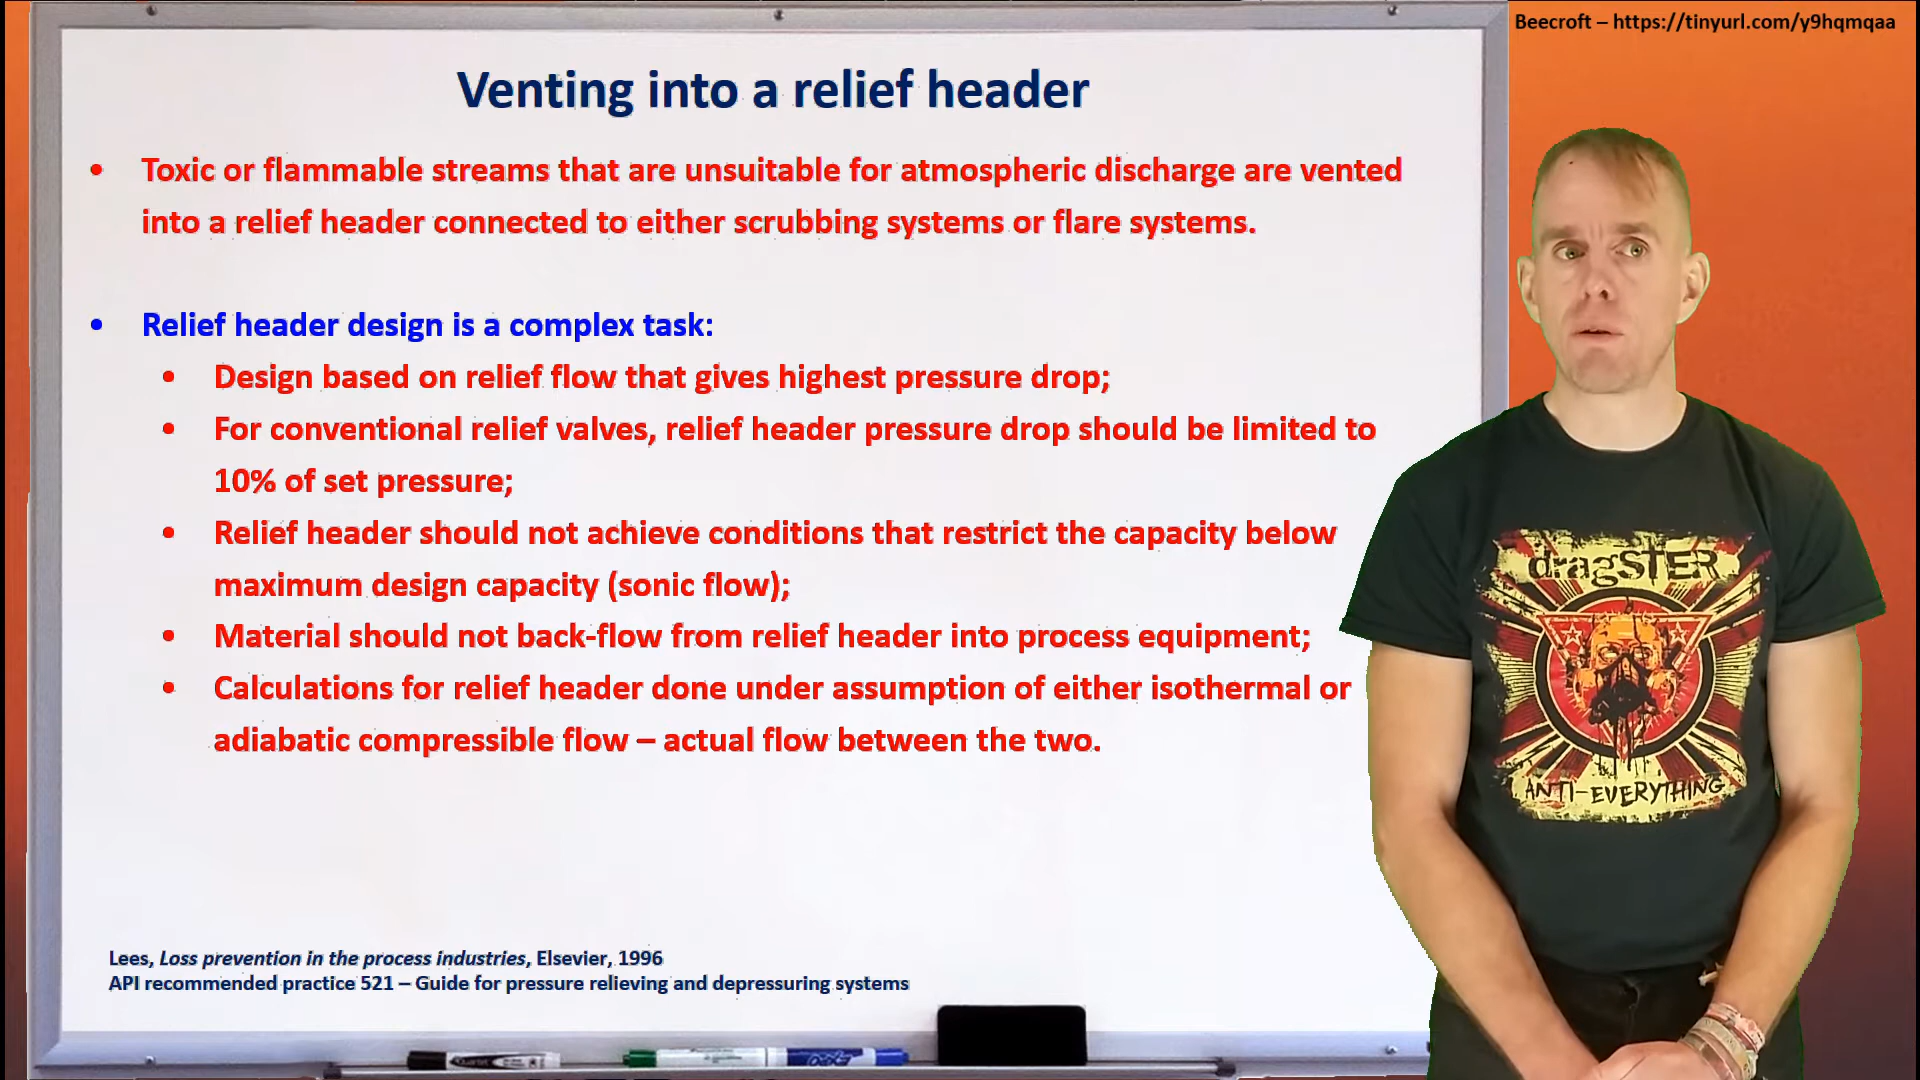 Beecroft – https://tinyurl.com/y9hqmqaa
Venting into a relief header
• Toxic or flammable streams that are unsuitable for atmospheric discharge are vented
into a relief header connected to either scrubbing systems or flare systems.
• Relief header design is a complex task:
• Design based on relief flow that gives highest pressure drop;
• For conventional relief valves, relief header pressure drop should be limited to
10% of set pressure;
• Relief header should not achieve conditions that restrict the capacity below
maximum design capacity (sonic flow);
• Material should not back-flow from relief header into process equipment;
• Calculations for relief header done under assumption of either isothermal or
adiabatic compressible flow – actual flow between the two.
Lees, Loss prevention in the process industries, Elsevier, 1996
API recommended practice 521 – Guide for pressure relieving and depressuring systems
dragSTER
ANTI-EVERYTHING